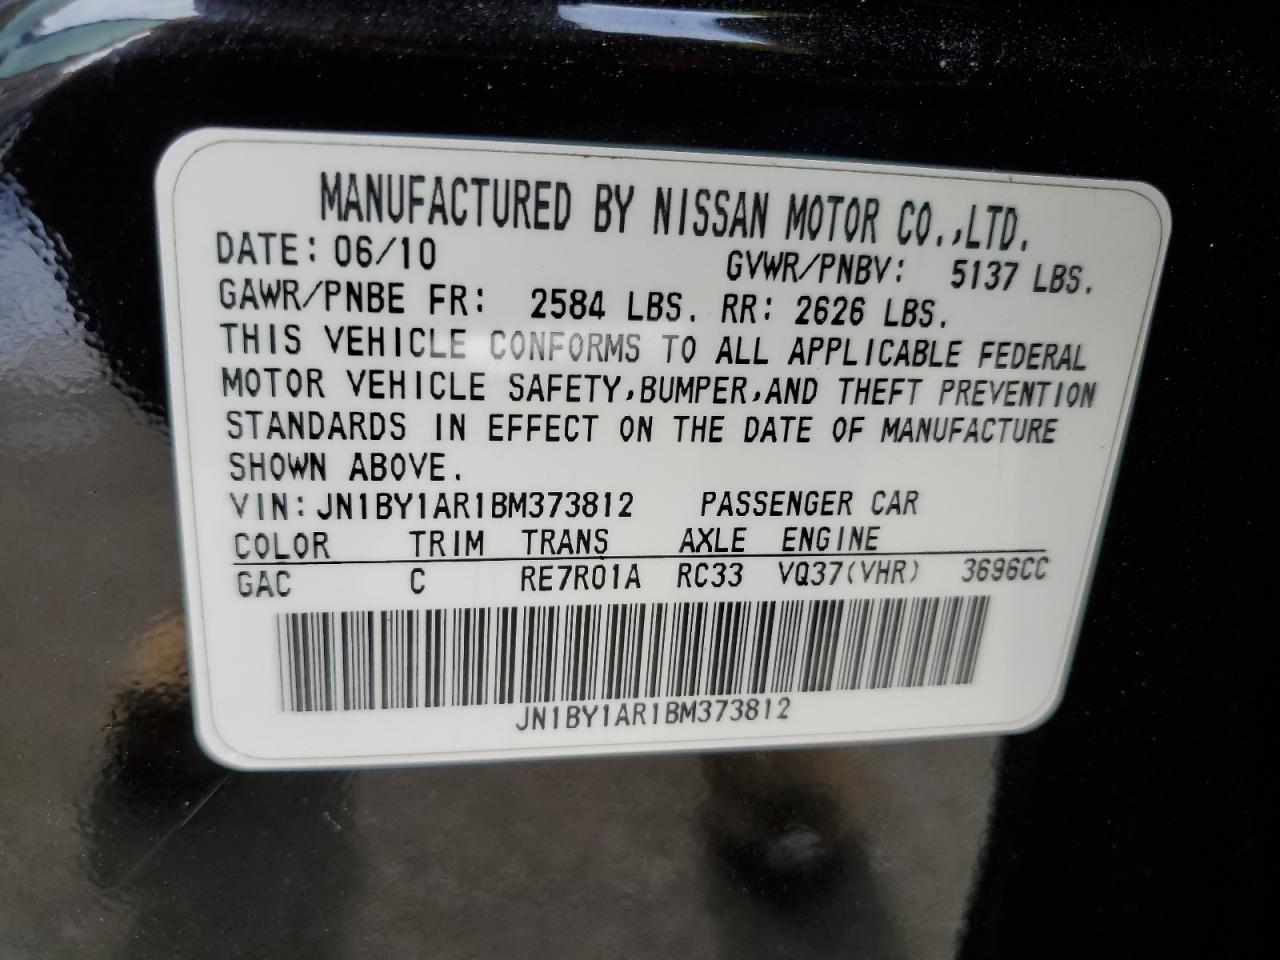 MANUFACTURED BY NISSAN MOTOR CO.,LTD.
DATE: 06/10 GVWR/PNBV: 5137 LBS.
GAWR/PNBE FR: 2584 LBS. RR: 2626 LBS.
THIS VEHICLE CONFORMS TO ALL APPLICABLE FEDERAL
MOTOR VEHICLE SAFETY,BUMPER,AND THEFT PREVENTION
STANDARDS IN EFFECT ON THE DATE OF MANUFACTURE
SHOWN ABOVE.
VIN:JN1BY1AR1BM373812 PASSENGER CAR
COLOR TRIM TRANS AXLE ENGINE
GAC C RE7R01A RC33 VQ37(VHR) 3696CC
JN1BY1AR1BM373812